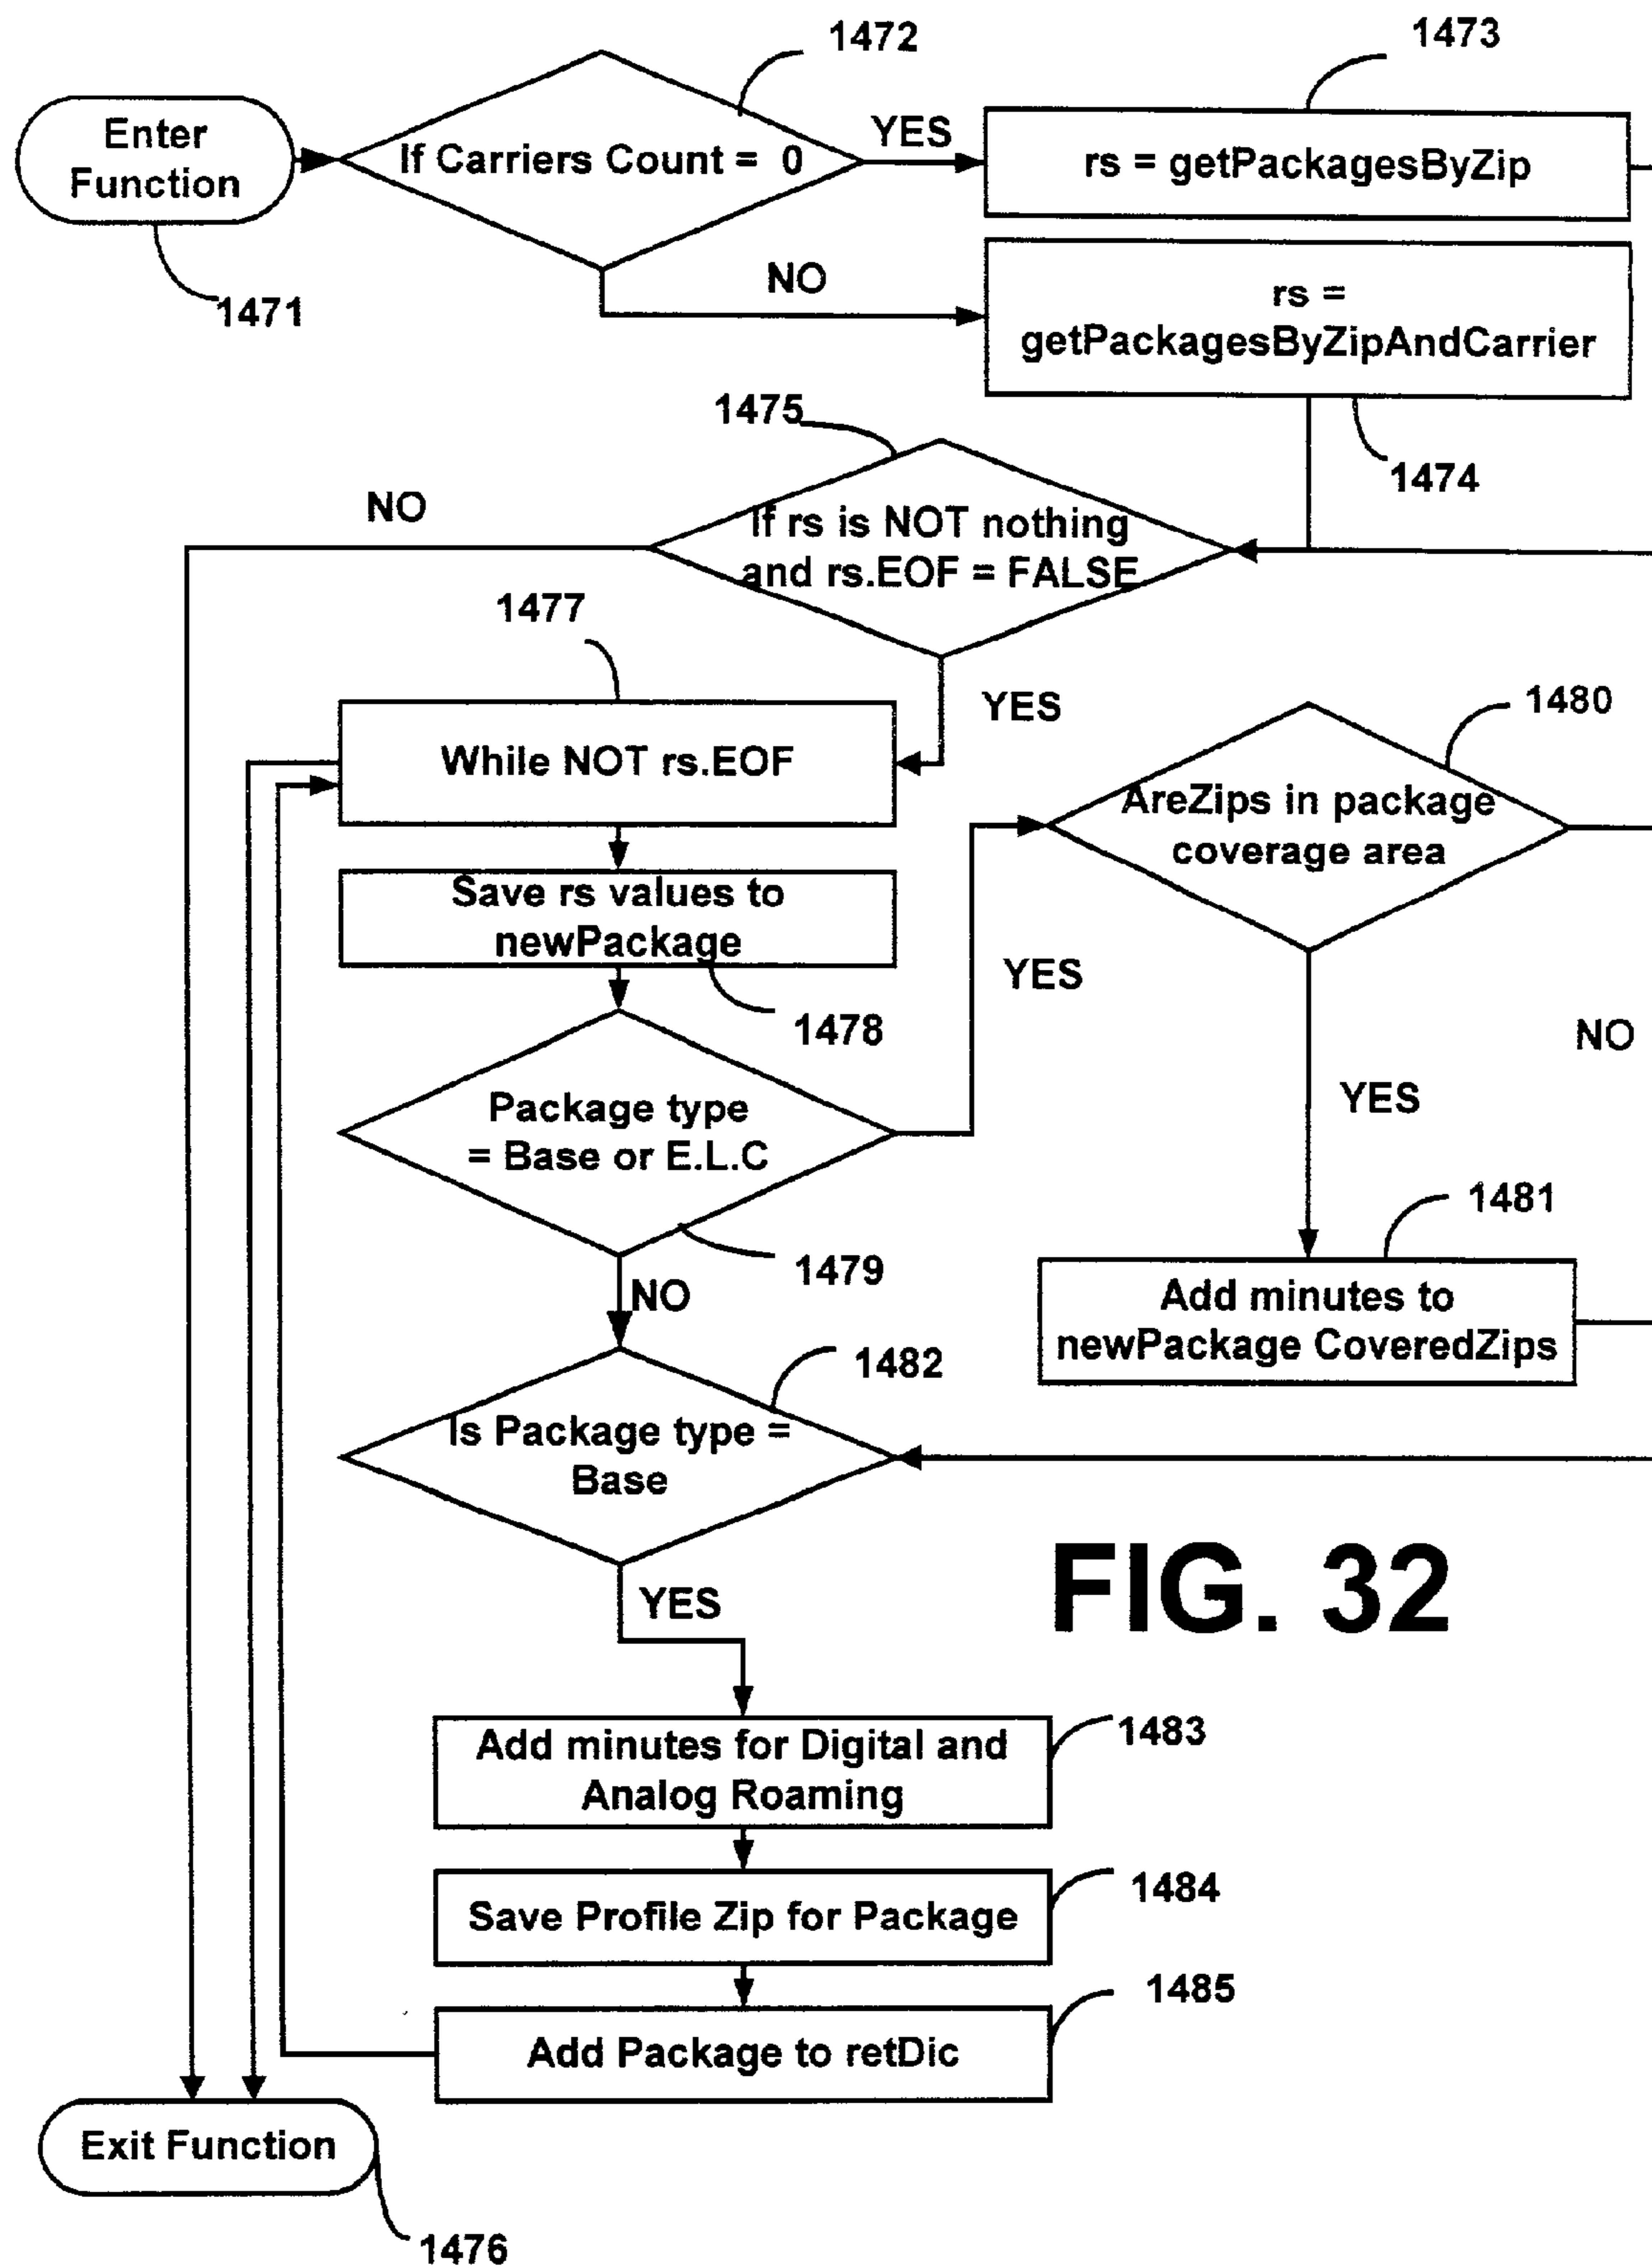 1472
1473
Enter
Function
If Carriers Count = 0
YES
rs = getPackagesByZip
1471
NO
rs =
getPackagesByZipAndCarrier
1475
1474
NO
If rs is NOT nothing
and rs.EOF = FALSE
1477
YES
1480
While NOT rs.EOF
AreZips in package
coverage area
Save rs values to
newPackage
YES
1478
NO
YES
Package type
= Base or E.L.C
1481
1479
NO
Add minutes to
newPackage CoveredZips
1482
Is Package type =
Base
FIG. 32
YES
1483
Add minutes for Digital and
Analog Roaming
1484
Save Profile Zip for Package
1485
Add Package to retDic
Exit Function
1476